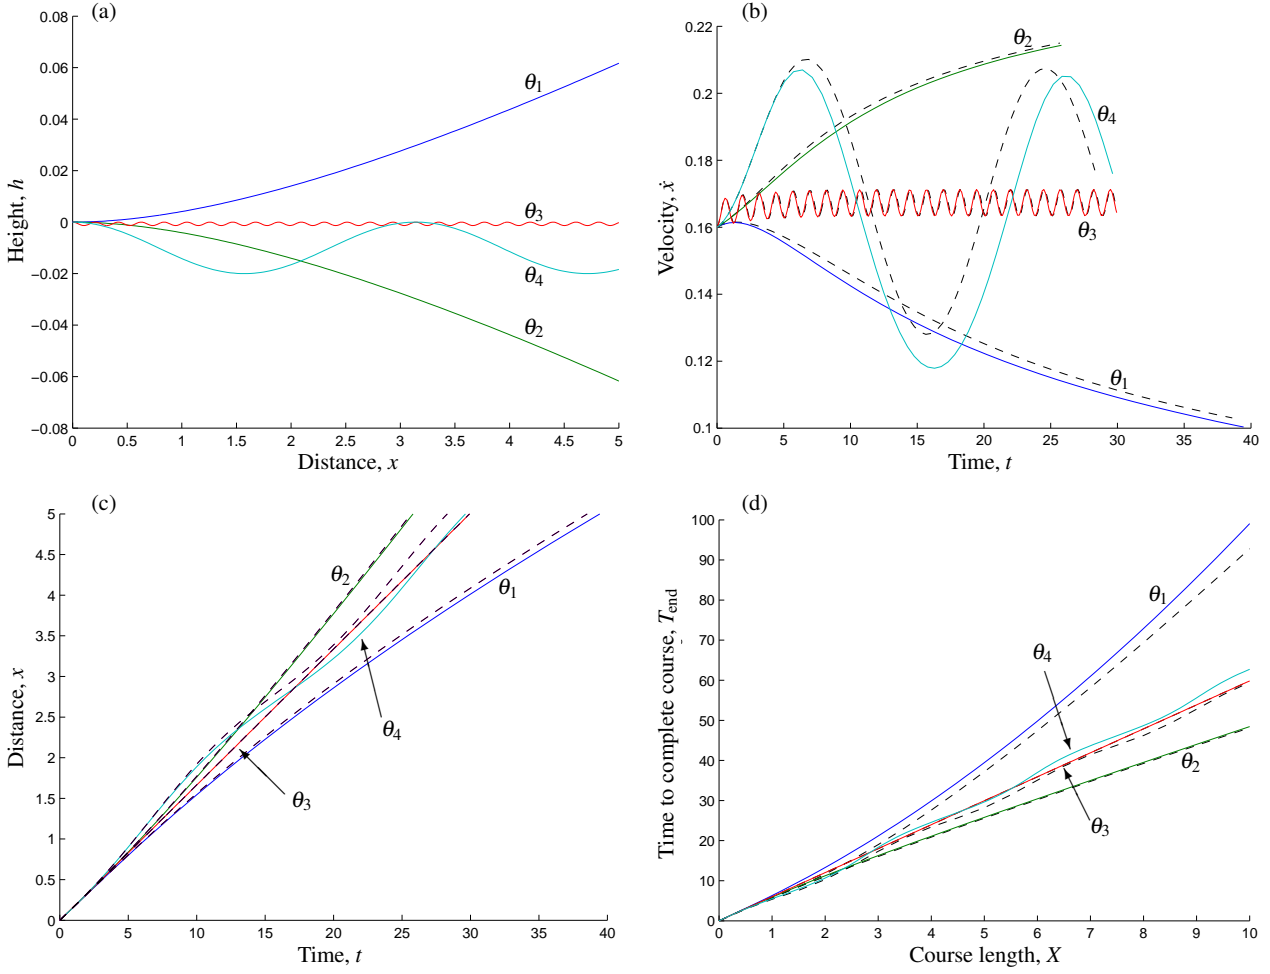 (a)
0.08
0.06
0.04
0.02
0
−0.02
−0.04
−0.06
−0.08
Height, h
θ1
θ3
θ4
θ2
0 0.5 1 1.5 2 2.5 3 3.5 4 4.5 5
Distance, x
(b)
0.22
0.2
0.18
0.16
0.14
0.12
0.1
Velocity, ẋ
θ2
θ4
θ3
θ1
0 5 10 15 20 25 30 35 40
Time, t
(c)
5
4.5
4
3.5
3
2.5
2
1.5
1
0.5
0
Distance, x
θ2
θ1
θ4
θ3
0 5 10 15 20 25 30 35 40
Time, t
(d)
100
90
80
70
60
50
40
30
20
10
0
Time to complete course, Tend
θ1
θ4
θ2
θ3
0 1 2 3 4 5 6 7 8 9 10
Course length, X